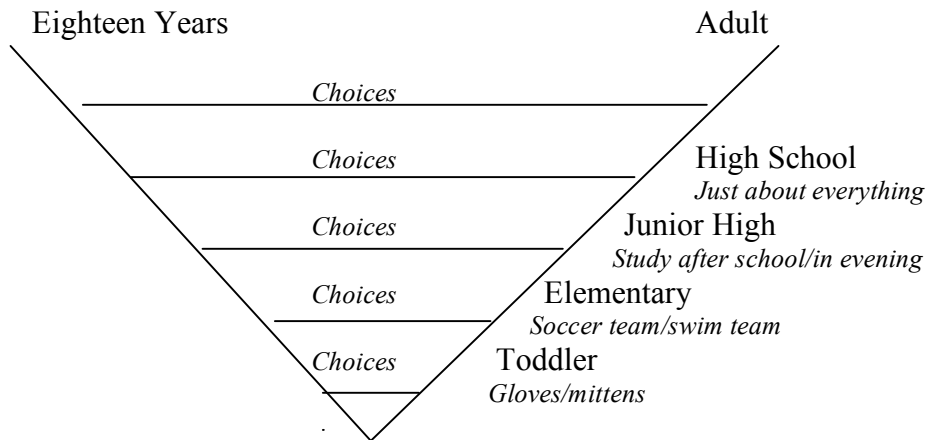 Eighteen Years Adult
Choices
Choices
High School
Just about everything
Choices
Junior High
Study after school/in evening
Choices
Elementary
Soccer team/swim team
Choices
Toddler
Gloves/mittens
.